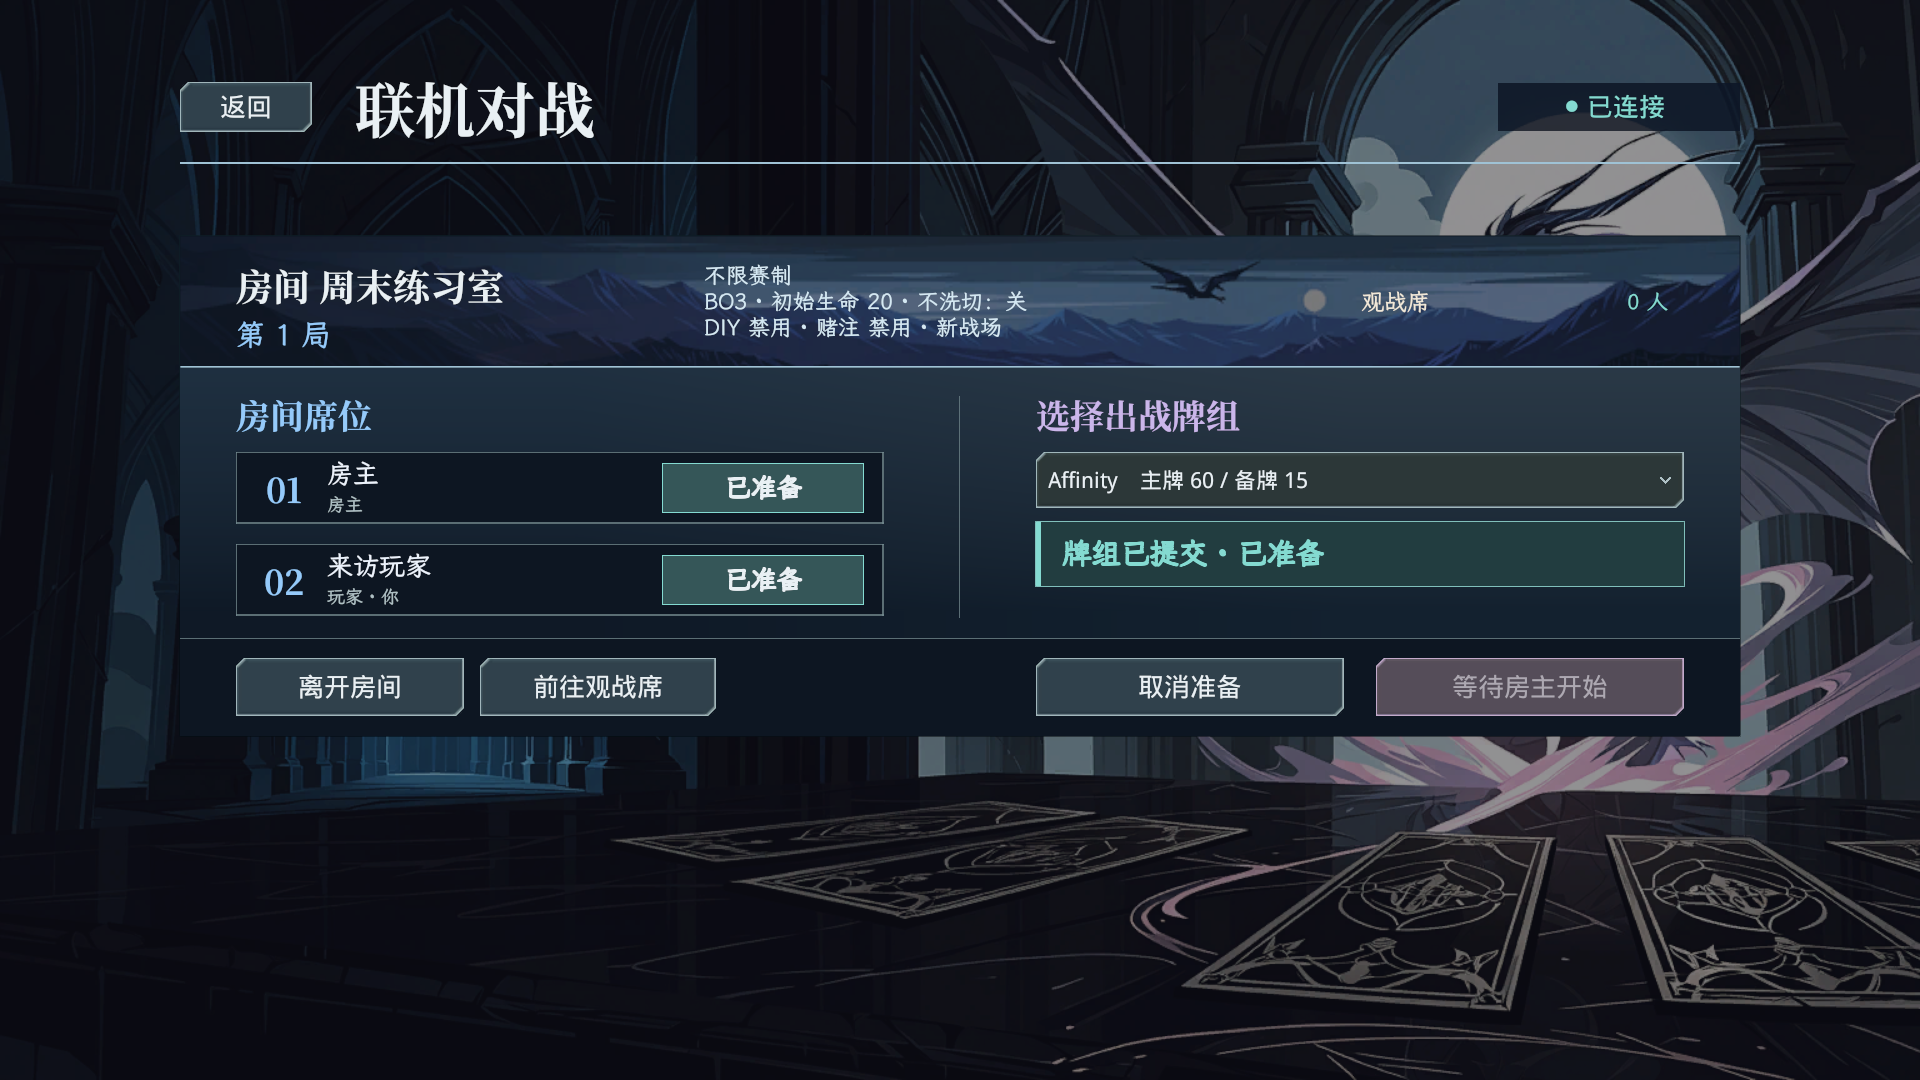 返回
联机对战
已连接
房间 周末练习室
第 1 局
不限赛制
BO3・初始生命 20・不洗切：关
DIY 禁用・赌注 禁用・新战场
观战席
0 人
房间席位
01
房主
房主
已准备
02
来访玩家
玩家・你
已准备
选择出战牌组
Affinity 主牌 60 / 备牌 15
牌组已提交・已准备
离开房间
前往观战席
取消准备
等待房主开始